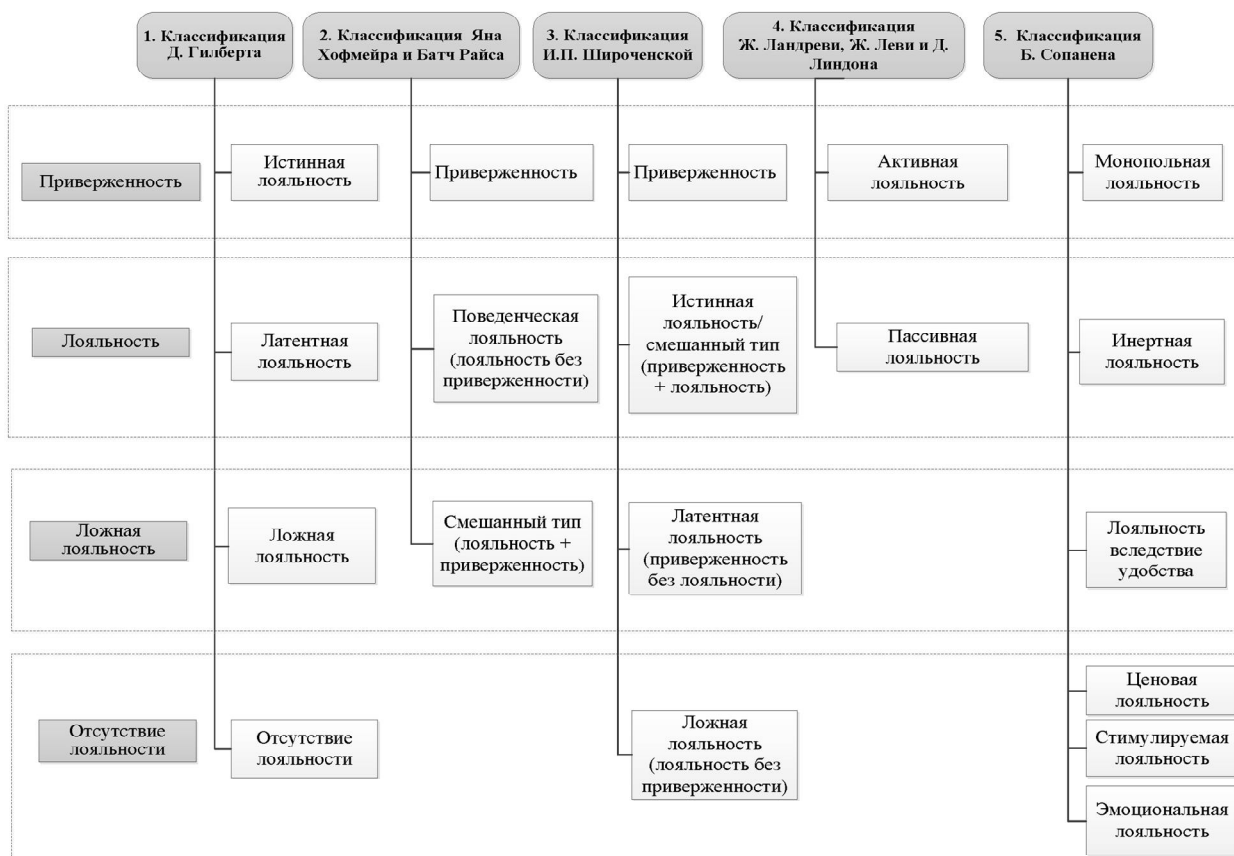 1. Классификация
Д. Гилберта
2. Классификация Яна
Хофмейра и Батч Райса
3. Классификация
И.П. Широченской
4. Классификация
Ж. Ландреви, Ж. Леви и Д.
Линдона
5. Классификация
Б. Сопанена
Приверженность
Истинная
лояльность
Приверженность
Приверженность
Активная
лояльность
Монопольная
лояльность
Лояльность
Латентная
лояльность
Поведенческая
лояльность
(лояльность без
приверженности)
Истинная
лояльность/
смешанный тип
(приверженность
+ лояльность)
Пассивная
лояльность
Инертная
лояльность
Ложная
лояльность
Ложная
лояльность
Смешанный тип
(лояльность +
приверженность)
Латентная
лояльность
(приверженность
без лояльности)
Лояльность
вследствие
удобства
Отсутствие
лояльности
Отсутствие
лояльности
Ложная
лояльность
(лояльность без
приверженности)
Ценовая
лояльность
Стимулируемая
лояльность
Эмоциональная
лояльность